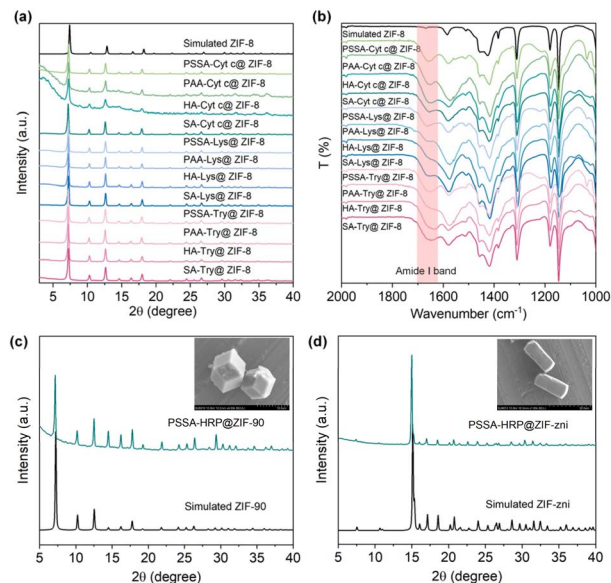 (a)
Simulated ZIF-8
PSSA-Cyt c@ ZIF-8
PAA-Cyt c@ ZIF-8
HA-Cyt c@ ZIF-8
SA-Cyt c@ ZIF-8
PSSA-Lys@ ZIF-8
PAA-Lys@ ZIF-8
HA-Lys@ ZIF-8
SA-Lys@ ZIF-8
PSSA-Try@ ZIF-8
PAA-Try@ ZIF-8
HA-Try@ ZIF-8
SA-Try@ ZIF-8
Intensity (a.u.)
5 10 15 20 25 30 35 40
2θ (degree)
(b)
Simulated ZIF-8
PSSA-Cyt c@ ZIF-8
PAA-Cyt c@ ZIF-8
HA-Cyt c@ ZIF-8
SA-Cyt c@ ZIF-8
PSSA-Lys@ ZIF-8
PAA-Lys@ ZIF-8
HA-Lys@ ZIF-8
SA-Lys@ ZIF-8
PSSA-Try@ ZIF-8
PAA-Try@ ZIF-8
HA-Try@ ZIF-8
SA-Try@ ZIF-8
Amide I band
T (%)
2000 1800 1600 1400 1200 1000
Wavenumber (cm⁻¹)
(c)
PSSA-HRP@ZIF-90
Simulated ZIF-90
Intensity (a.u.)
5 10 15 20 25 30 35 40
2θ (degree)
(d)
PSSA-HRP@ZIF-zni
Simulated ZIF-zni
Intensity (a.u.)
5 10 15 20 25 30 35 40
2θ (degree)